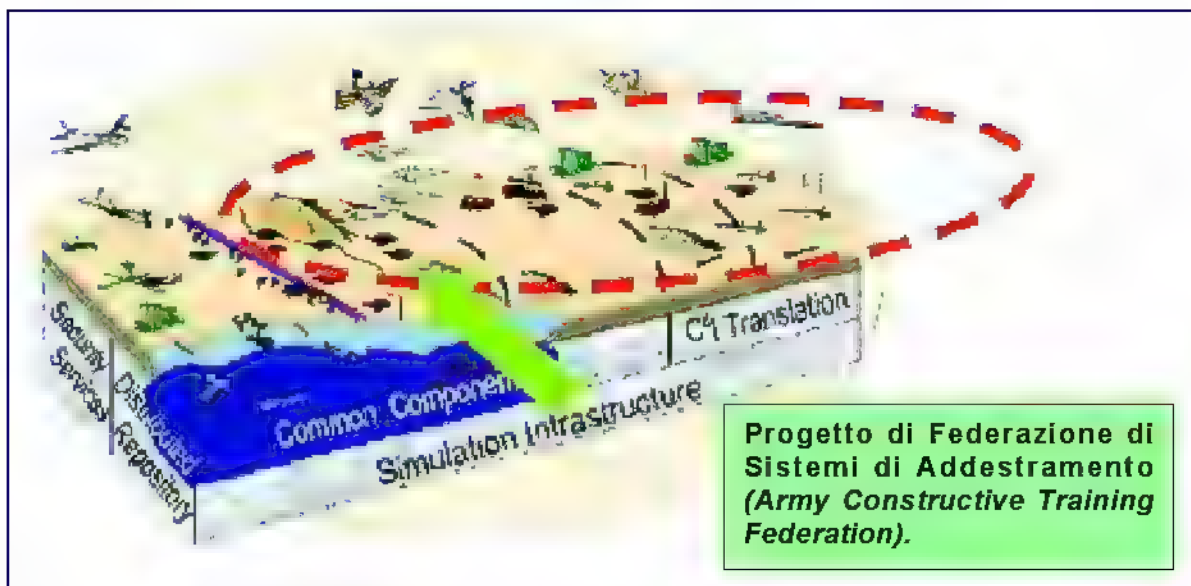 Security
Services
Distributed
Repository
Common Componen
Simulation Infrastructure
C⁴I Translation
Progetto di Federazione di
Sistemi di Addestramento
(Army Constructive Training
Federation).